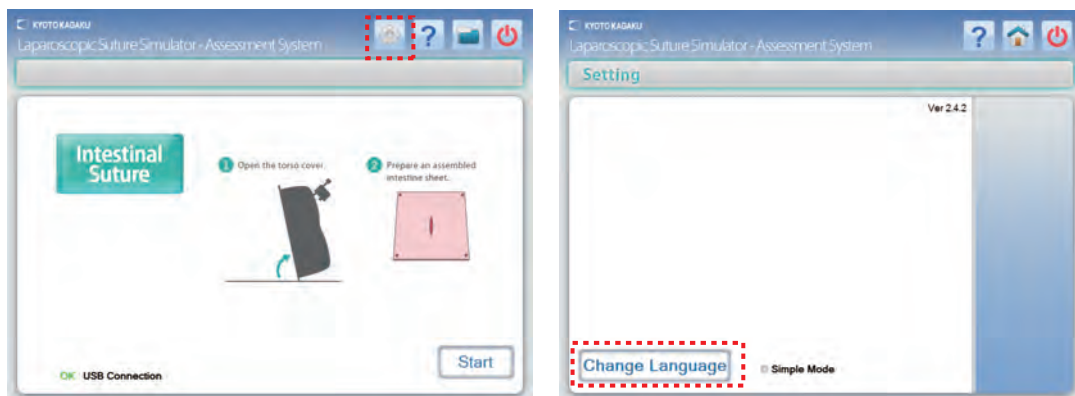 KYOTO KAGAKU
Laparoscopic Suture Simulator - Assessment System
?
Intestinal
Suture
1 Open the torso cover.
2 Prepare an assembled
intestine sheet.
Start
OK USB Connection
KYOTO KAGAKU
Laparoscopic Suture Simulator - Assessment System
?
Setting
Ver 2.4.2
Change Language
Simple Mode